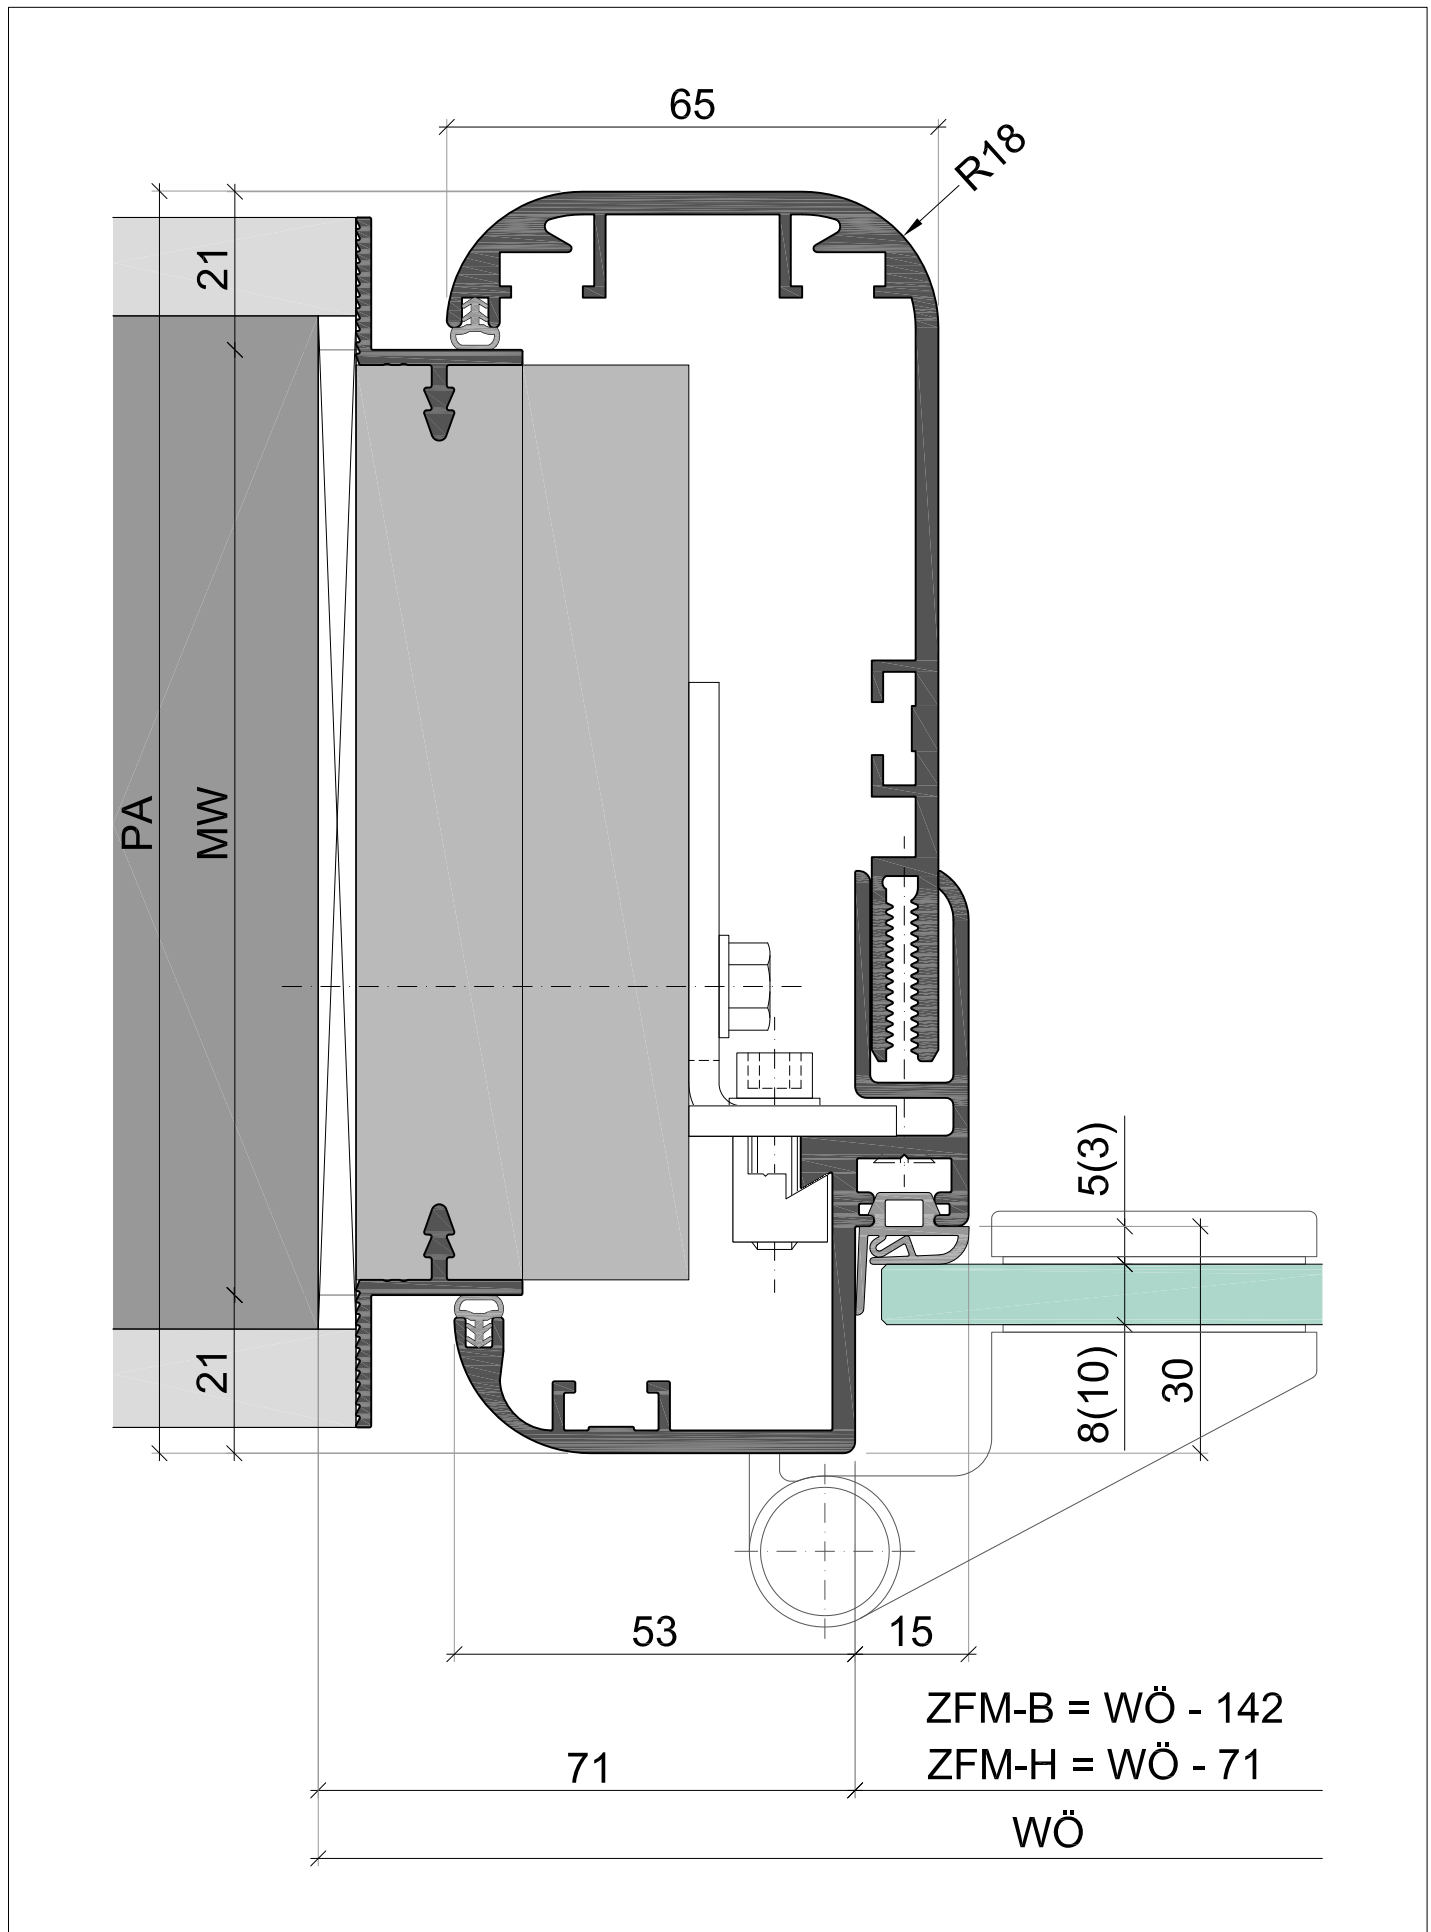 65
R18
21
PA
MW
5(3)
21
8(10)
30
53
15
ZFM-B = WÖ - 142
71
ZFM-H = WÖ - 71
WÖ